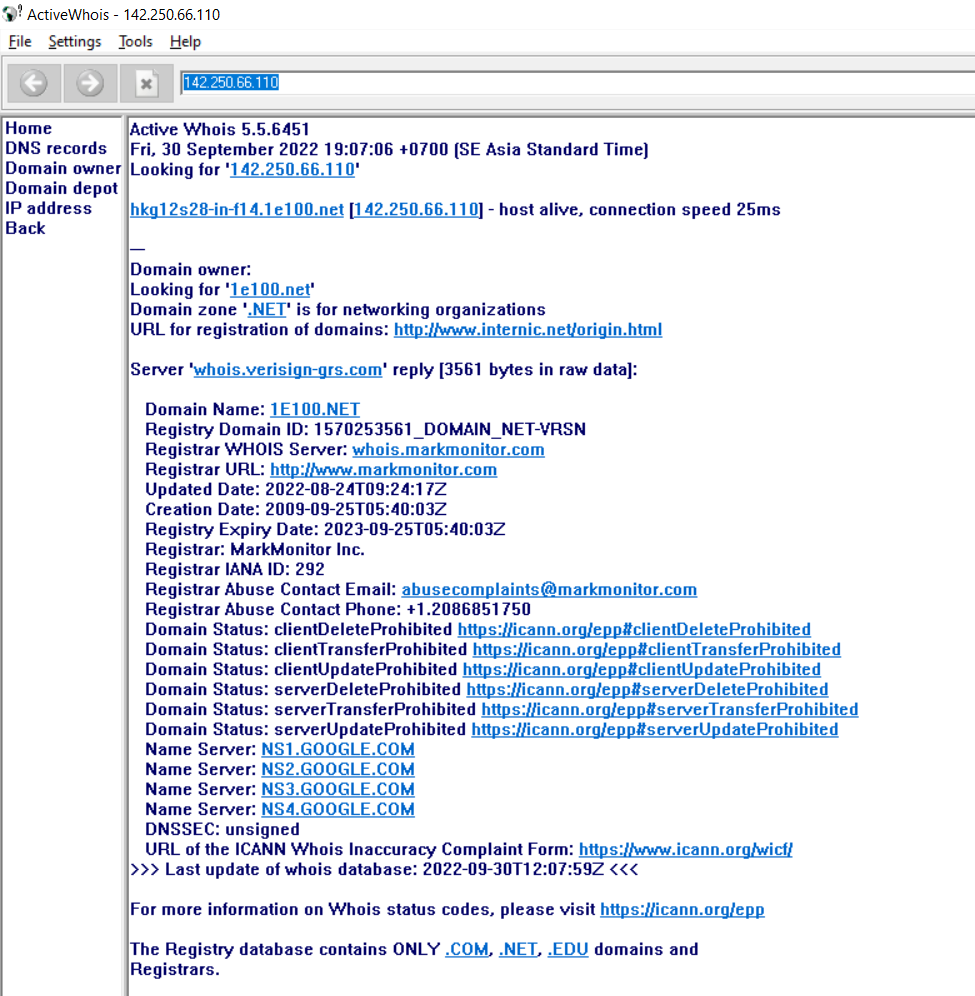 ActiveWhois - 142.250.66.110
File Settings Tools Help
142.250.66.110
Home
DNS records
Domain owner
Domain depot
IP address
Back
Active Whois 5.5.6451
Fri, 30 September 2022 19:07:06 +0700 (SE Asia Standard Time)
Looking for '142.250.66.110'
hkg12s28-in-f14.1e100.net [142.250.66.110] - host alive, connection speed 25ms
—
Domain owner:
Looking for '1e100.net'
Domain zone '.NET' is for networking organizations
URL for registration of domains: http://www.internic.net/origin.html
Server 'whois.verisign-grs.com' reply [3561 bytes in raw data]:
Domain Name: 1E100.NET
Registry Domain ID: 1570253561_DOMAIN_NET-VRSN
Registrar WHOIS Server: whois.markmonitor.com
Registrar URL: http://www.markmonitor.com
Updated Date: 2022-08-24T09:24:17Z
Creation Date: 2009-09-25T05:40:03Z
Registry Expiry Date: 2023-09-25T05:40:03Z
Registrar: MarkMonitor Inc.
Registrar IANA ID: 292
Registrar Abuse Contact Email: abusecomplaints@markmonitor.com
Registrar Abuse Contact Phone: +1.2086851750
Domain Status: clientDeleteProhibited https://icann.org/epp#clientDeleteProhibited
Domain Status: clientTransferProhibited https://icann.org/epp#clientTransferProhibited
Domain Status: clientUpdateProhibited https://icann.org/epp#clientUpdateProhibited
Domain Status: serverDeleteProhibited https://icann.org/epp#serverDeleteProhibited
Domain Status: serverTransferProhibited https://icann.org/epp#serverTransferProhibited
Domain Status: serverUpdateProhibited https://icann.org/epp#serverUpdateProhibited
Name Server: NS1.GOOGLE.COM
Name Server: NS2.GOOGLE.COM
Name Server: NS3.GOOGLE.COM
Name Server: NS4.GOOGLE.COM
DNSSEC: unsigned
URL of the ICANN Whois Inaccuracy Complaint Form: https://www.icann.org/wicf/
>>> Last update of whois database: 2022-09-30T12:07:59Z <<<
For more information on Whois status codes, please visit https://icann.org/epp
The Registry database contains ONLY .COM, .NET, .EDU domains and
Registrars.